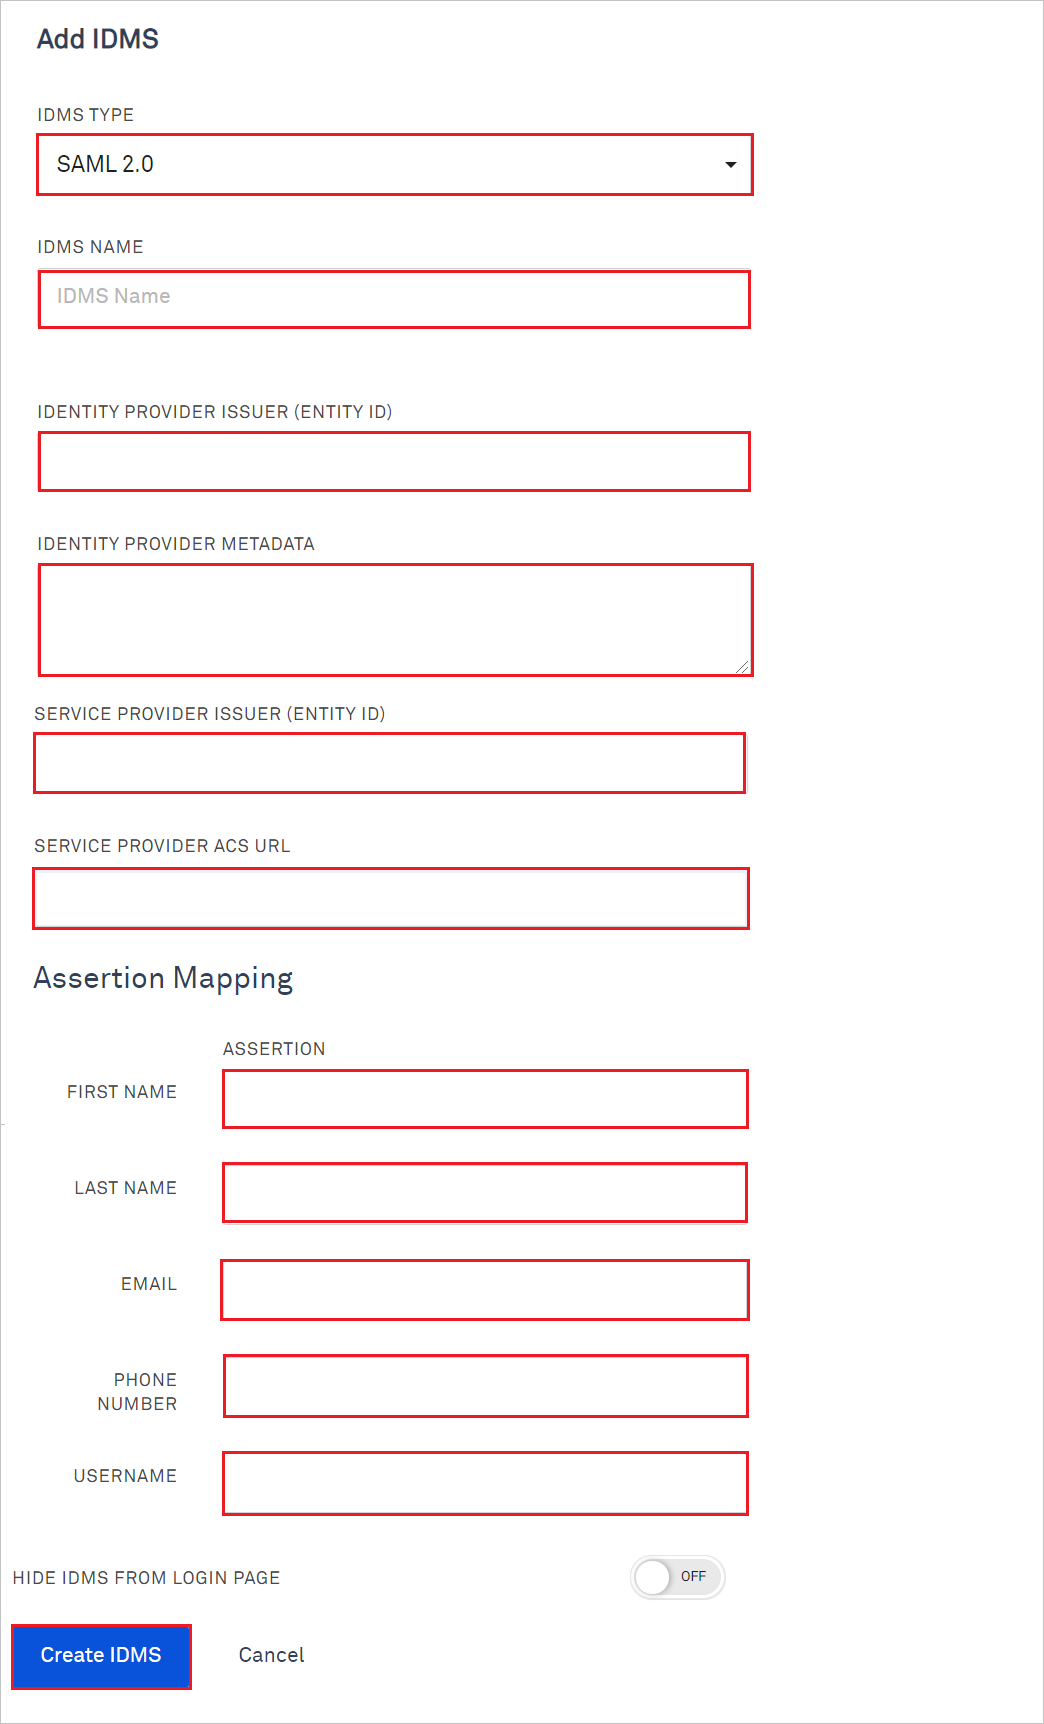 Add IDMS
IDMS TYPE
SAML 2.0
IDMS NAME
IDMS Name
IDENTITY PROVIDER ISSUER (ENTITY ID)
IDENTITY PROVIDER METADATA
SERVICE PROVIDER ISSUER (ENTITY ID)
SERVICE PROVIDER ACS URL
Assertion Mapping
ASSERTION
FIRST NAME
LAST NAME
EMAIL
PHONE
NUMBER
USERNAME
HIDE IDMS FROM LOGIN PAGE OFF
Create IDMS Cancel